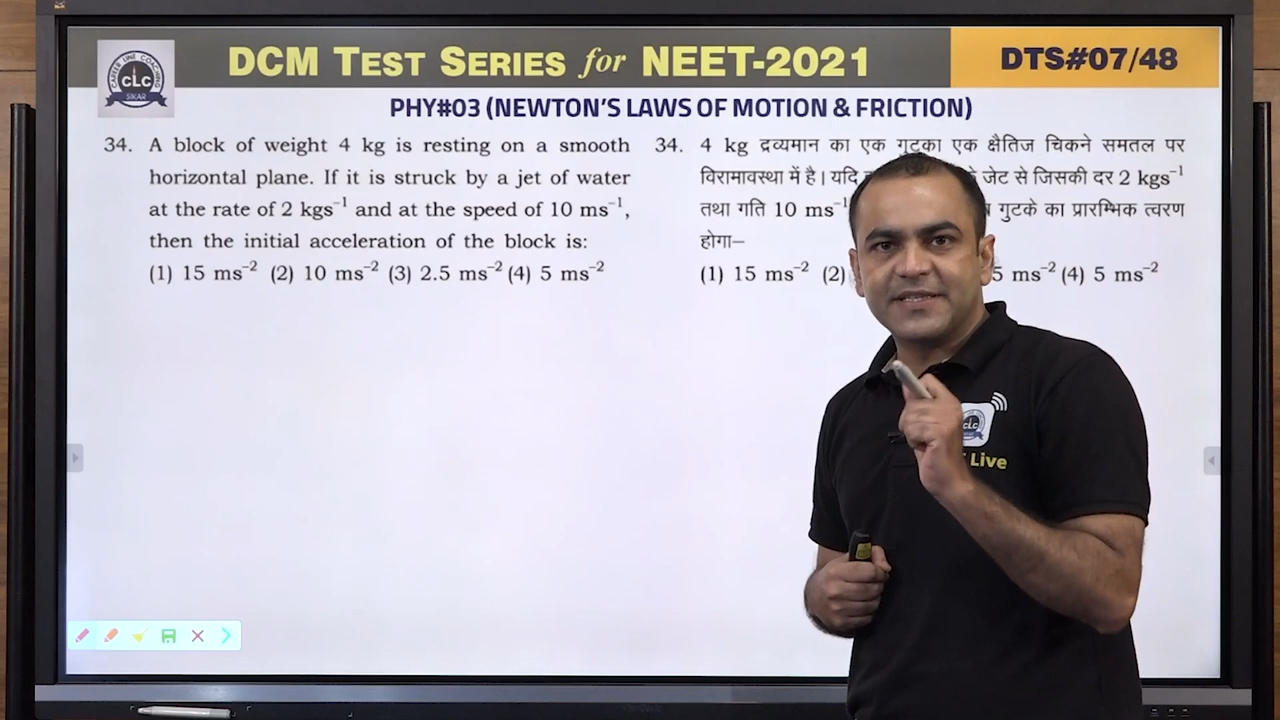 DCM TEST SERIES for NEET-2021
DTS#07/48
CAREER LINE COACHING
CLC
SIKAR
PHY#03 (NEWTON'S LAWS OF MOTION & FRICTION)
34. A block of weight 4 kg is resting on a smooth
horizontal plane. If it is struck by a jet of water
at the rate of 2 kgs⁻¹ and at the speed of 10 ms⁻¹,
then the initial acceleration of the block is:
(1) 15 ms⁻² (2) 10 ms⁻² (3) 2.5 ms⁻² (4) 5 ms⁻²
34. 4 kg द्रव्यमान का एक गुटका एक क्षैतिज चिकने समतल पर
विरामावस्था में है। यदि जेट से जिसकी दर 2 kgs⁻¹
तथा गति 10 ms⁻¹ गुटके का प्रारम्भिक त्वरण
होगा–
(1) 15 ms⁻² (2) 5 ms⁻² (4) 5 ms⁻²
CLC
Live